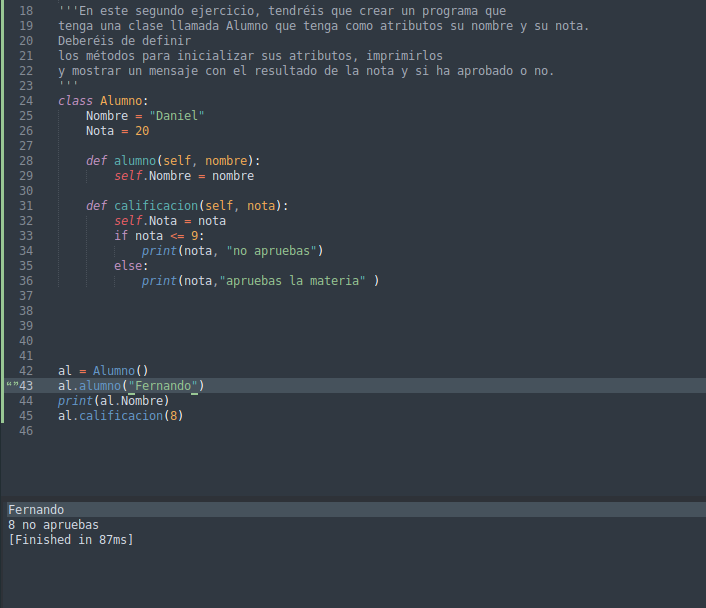 18 '''En este segundo ejercicio, tendréis que crear un programa que
19 tenga una clase llamada Alumno que tenga como atributos su nombre y su nota.
20 Deberéis de definir
21 los métodos para inicializar sus atributos, imprimirlos
22 y mostrar un mensaje con el resultado de la nota y si ha aprobado o no.
23 '''
24 class Alumno:
25     Nombre = "Daniel"
26     Nota = 20
27
28     def alumno(self, nombre):
29         self.Nombre = nombre
30
31     def calificacion(self, nota):
32         self.Nota = nota
33         if nota <= 9:
34             print(nota, "no apruebas")
35         else:
36             print(nota,"apruebas la materia" )
37
38
39
40
41
42 al = Alumno()
“”43 al.alumno("Fernando")
44 print(al.Nombre)
45 al.calificacion(8)
46
Fernando
8 no apruebas
[Finished in 87ms]